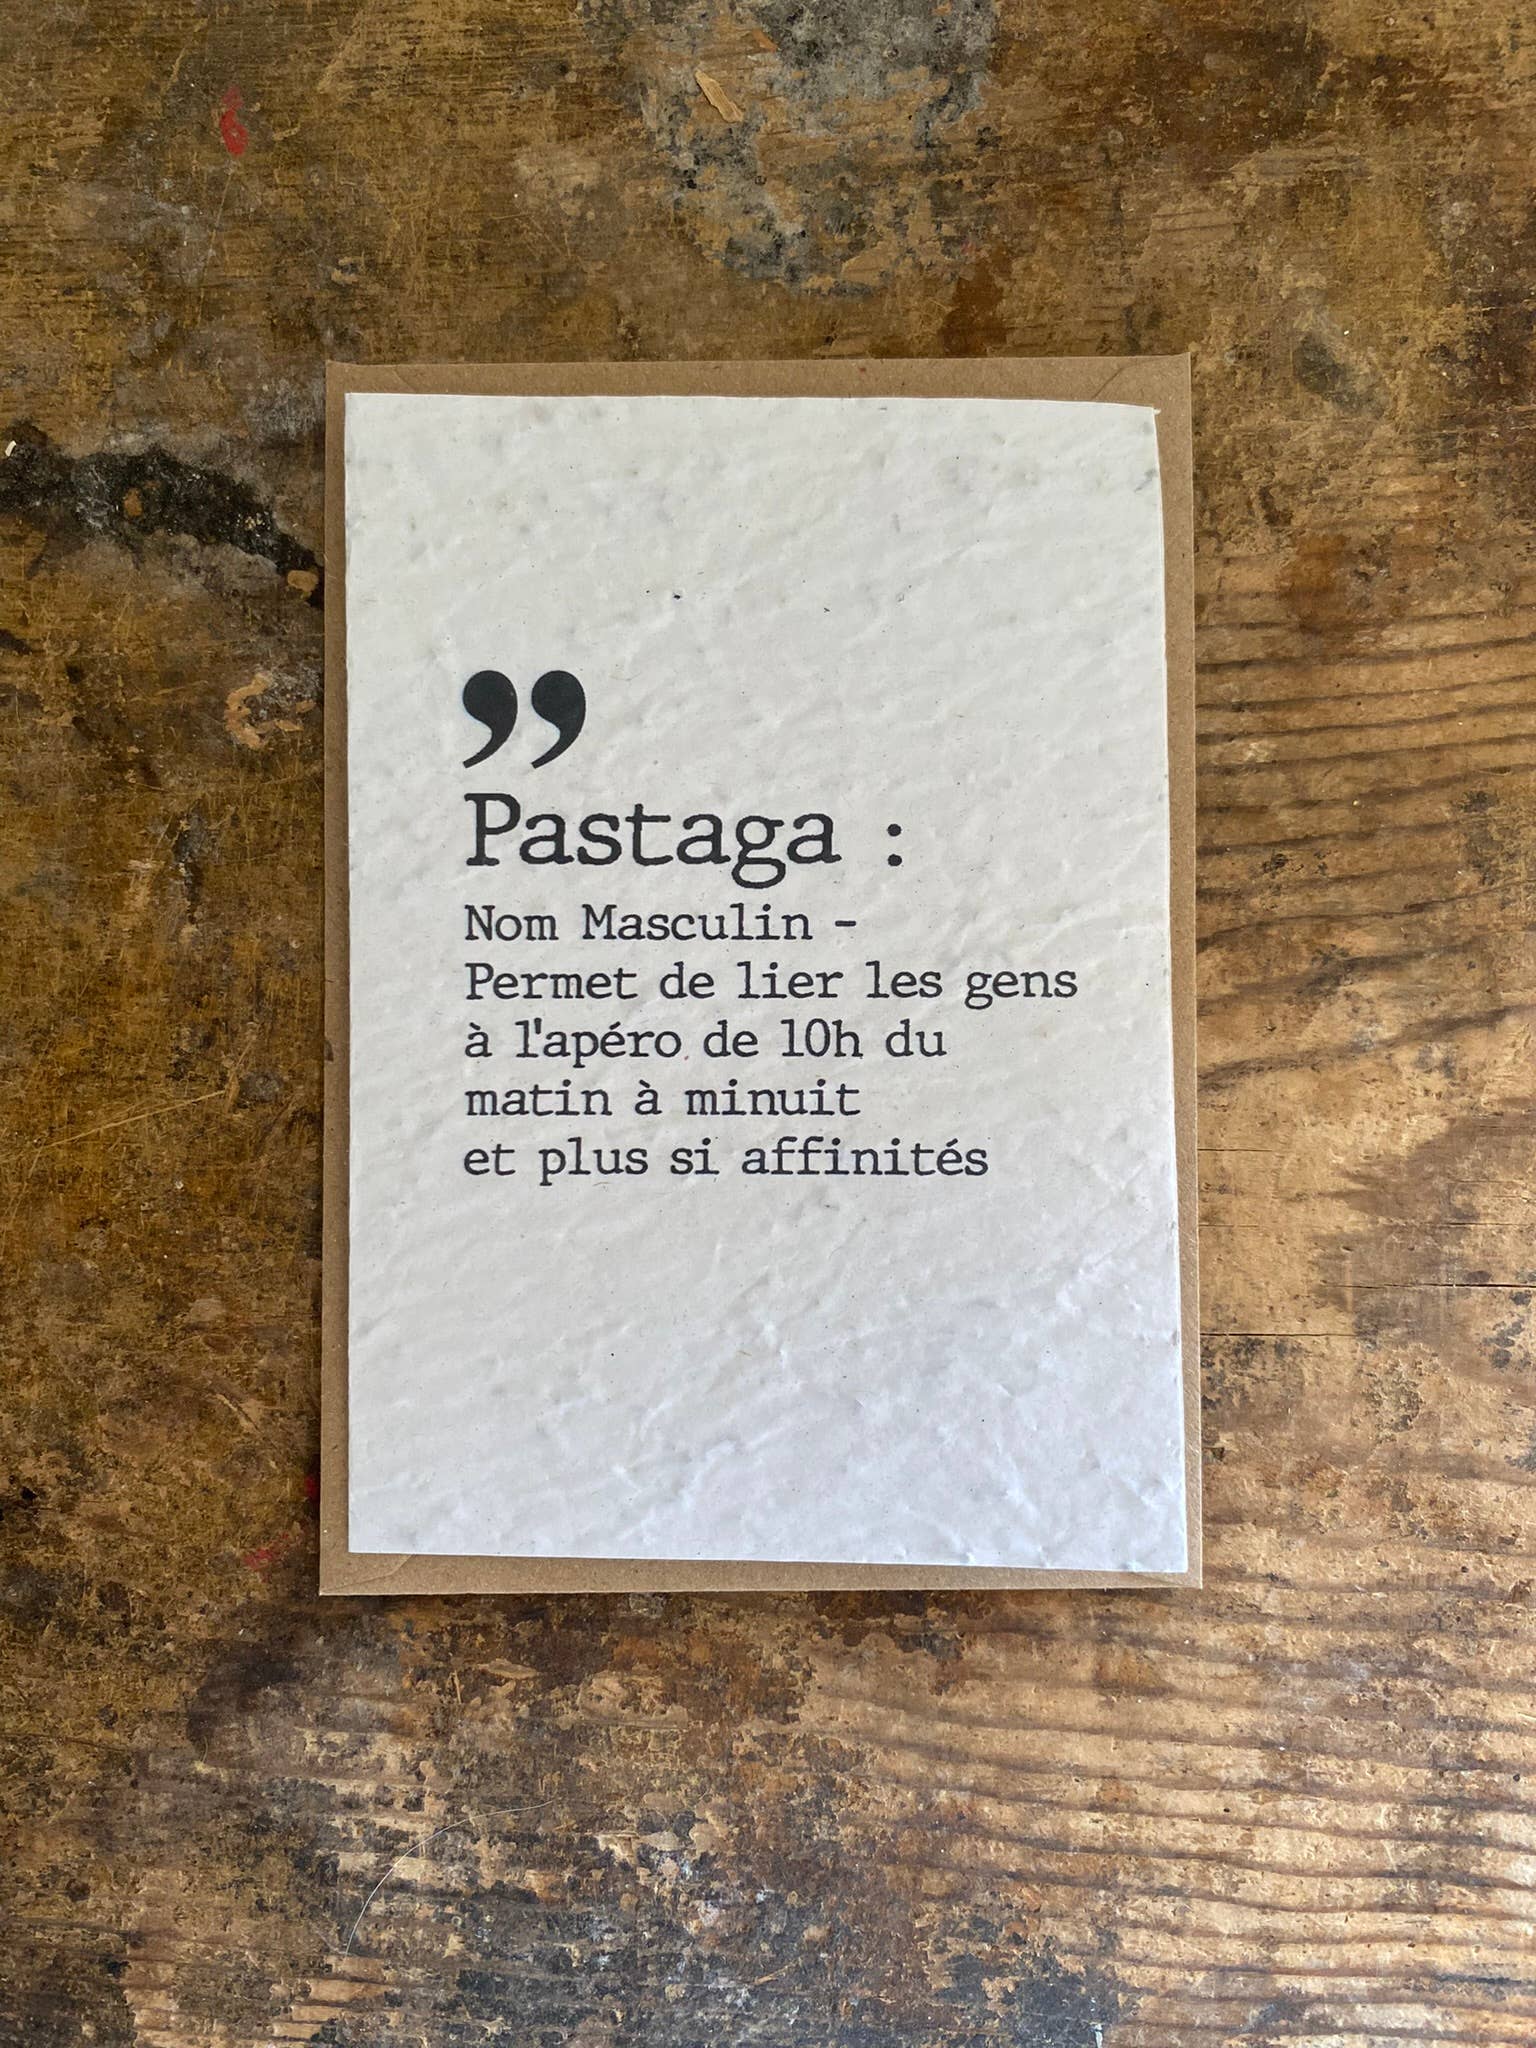 ”
Pastaga :
Nom Masculin -
Permet de lier les gens
à l'apéro de 10h du
matin à minuit
et plus si affinités